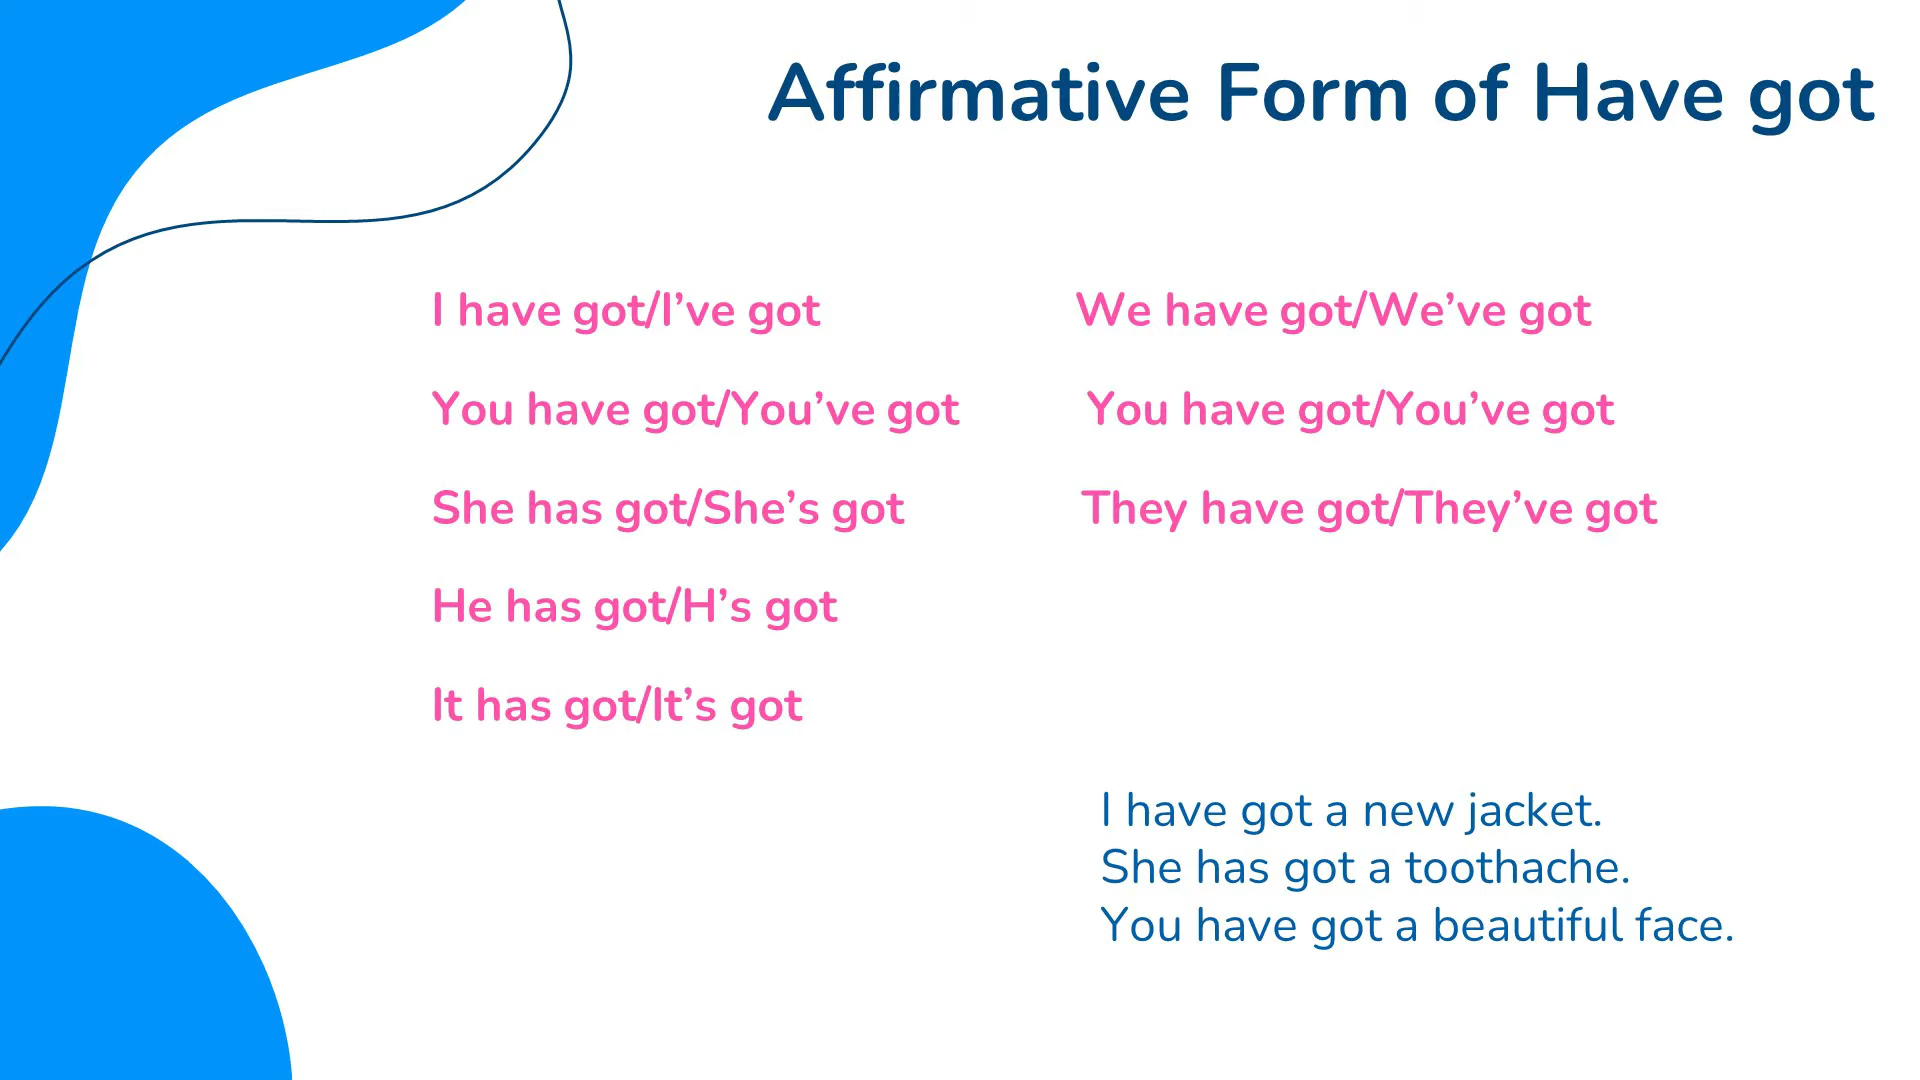 Affirmative Form of Have got
I have got/I’ve got
You have got/You’ve got
She has got/She’s got
He has got/H’s got
It has got/It’s got
We have got/We’ve got
You have got/You’ve got
They have got/They’ve got
I have got a new jacket.
She has got a toothache.
You have got a beautiful face.